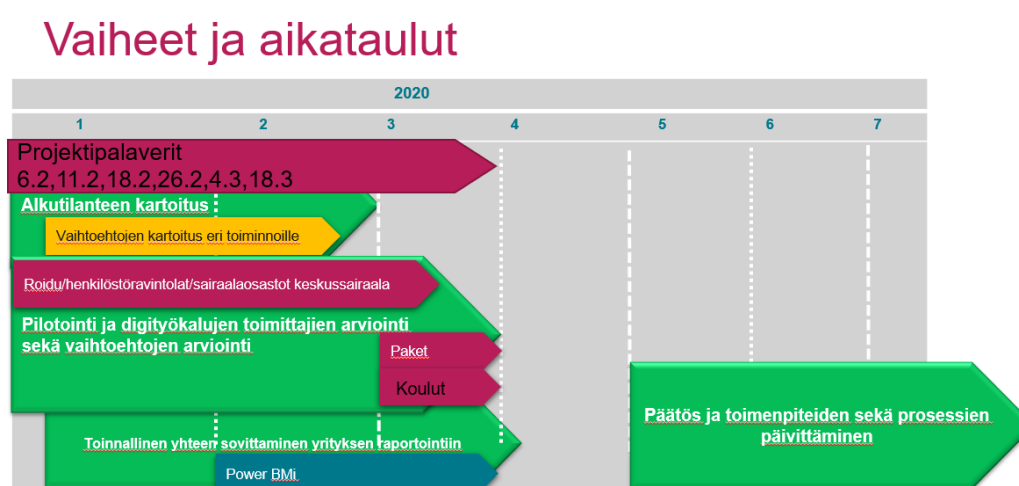 Vaiheet ja aikataulut
2020
1 2 3 4 5 6 7
Projektipalaverit
6.2,11.2,18.2,26.2,4.3,18.3
Alkutilanteen kartoitus
Vaihtoehtojen kartoitus eri toiminnoille
Roidu/henkilöstöravintolat/sairaalaosastot keskussairaala
Pilotointi ja digityökalujen toimittajien arviointi
sekä vaihtoehtojen arviointi
Paket
Koulut
Päätös ja toimenpiteiden sekä prosessien
päivittäminen
Toinnallinen yhteen sovittaminen yrityksen raportointiin
Power BMi